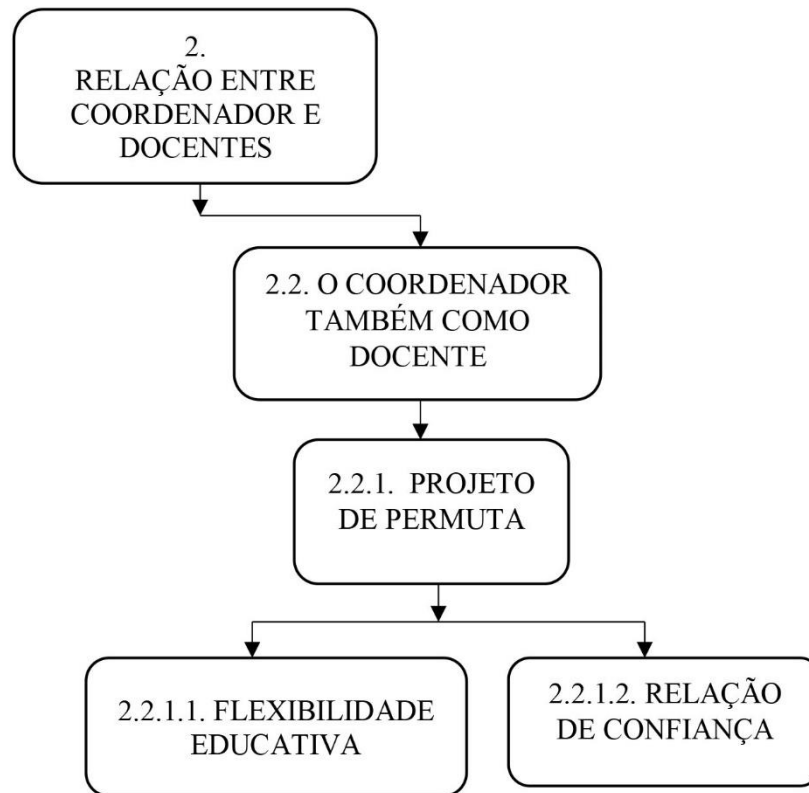 2.
RELAÇÃO ENTRE
COORDENADOR E
DOCENTES
2.2. O COORDENADOR
TAMBÉM COMO
DOCENTE
2.2.1. PROJETO
DE PERMUTA
2.2.1.1. FLEXIBILIDADE
EDUCATIVA
2.2.1.2. RELAÇÃO
DE CONFIANÇA